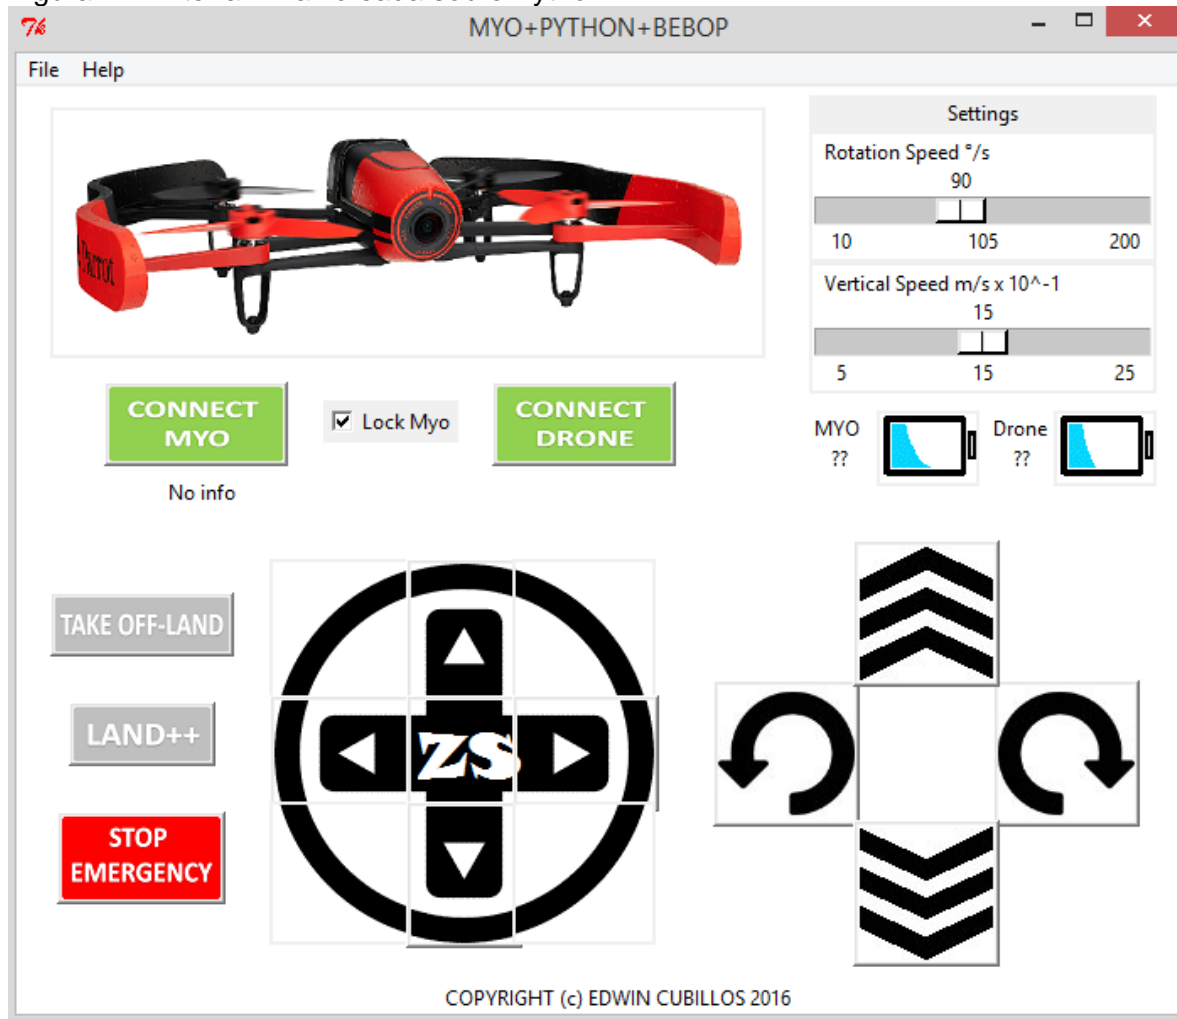 MYO+PYTHON+BEBOP
File Help
Settings
Rotation Speed °/s
90
10 105 200
Vertical Speed m/s x 10^-1
15
5 15 25
Parrot
CONNECT
MYO
Lock Myo
CONNECT
DRONE
MYO
??
Drone
??
No info
TAKE OFF-LAND
LAND++
STOP
EMERGENCY
ZS
COPYRIGHT (c) EDWIN CUBILLOS 2016